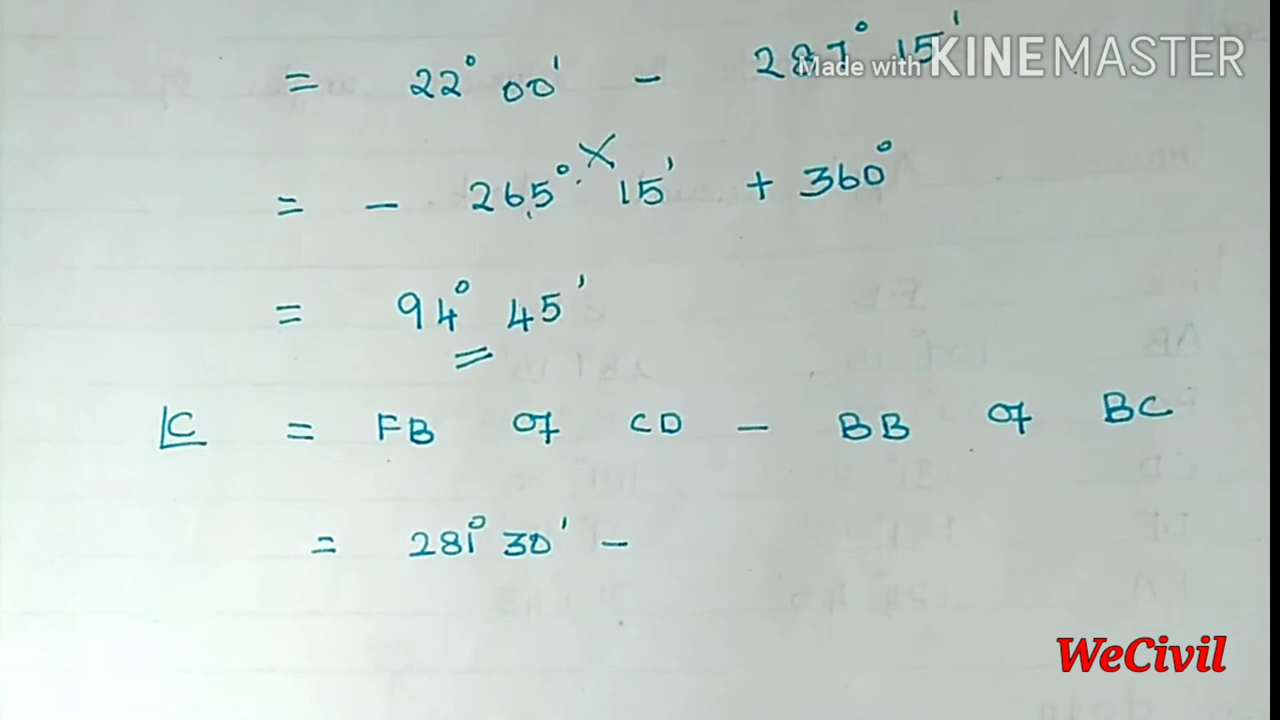 = 22° 00' - 287° 15'
Made with KINEMASTER
= - 265° 15' + 360°
= 94° 45'
∠C = FB of CD - BB of BC
= 281° 30' -
WeCivil